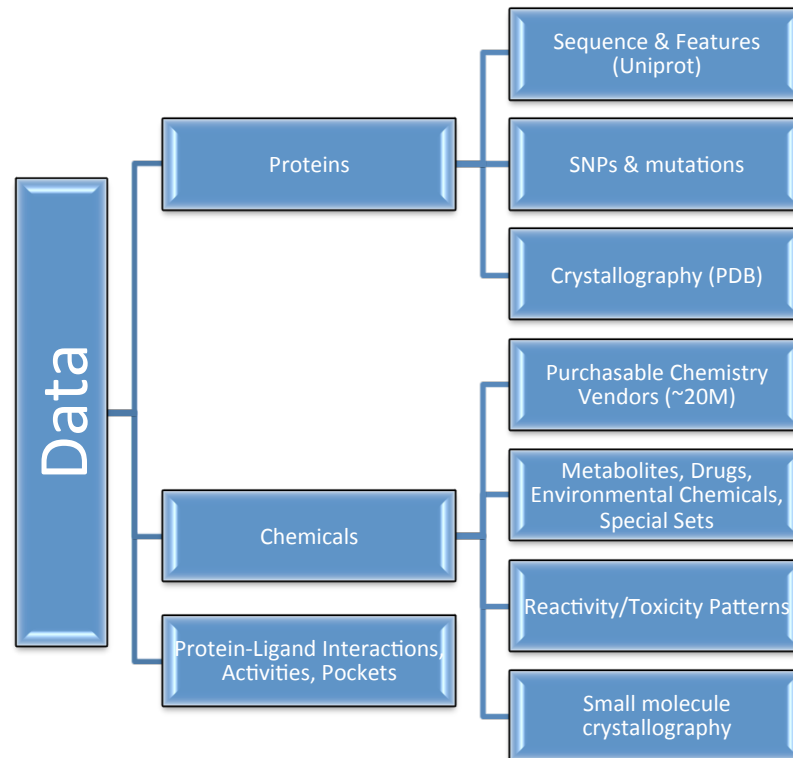 Data
Proteins
Sequence & Features
(Uniprot)
SNPs & mutations
Crystallography (PDB)
Chemicals
Purchasable Chemistry
Vendors (~20M)
Metabolites, Drugs,
Environmental Chemicals,
Special Sets
Reactivity/Toxicity Patterns
Small molecule
crystallography
Protein-Ligand Interactions,
Activities, Pockets